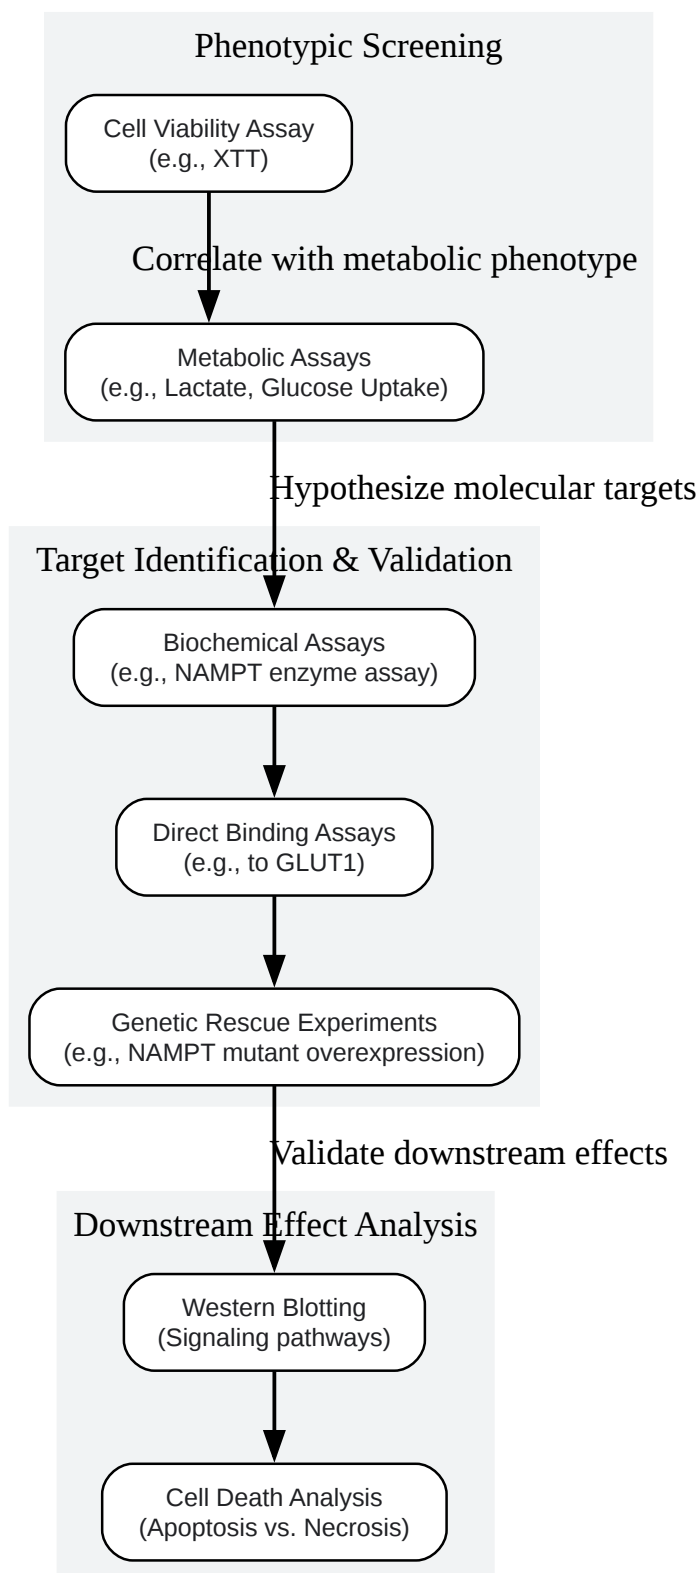 Phenotypic Screening
Cell Viability Assay
(e.g., XTT)
Correlate with metabolic phenotype
Metabolic Assays
(e.g., Lactate, Glucose Uptake)
Hypothesize molecular targets
Target Identification & Validation
Biochemical Assays
(e.g., NAMPT enzyme assay)
Direct Binding Assays
(e.g., to GLUT1)
Genetic Rescue Experiments
(e.g., NAMPT mutant overexpression)
Validate downstream effects
Downstream Effect Analysis
Western Blotting
(Signaling pathways)
Cell Death Analysis
(Apoptosis vs. Necrosis)